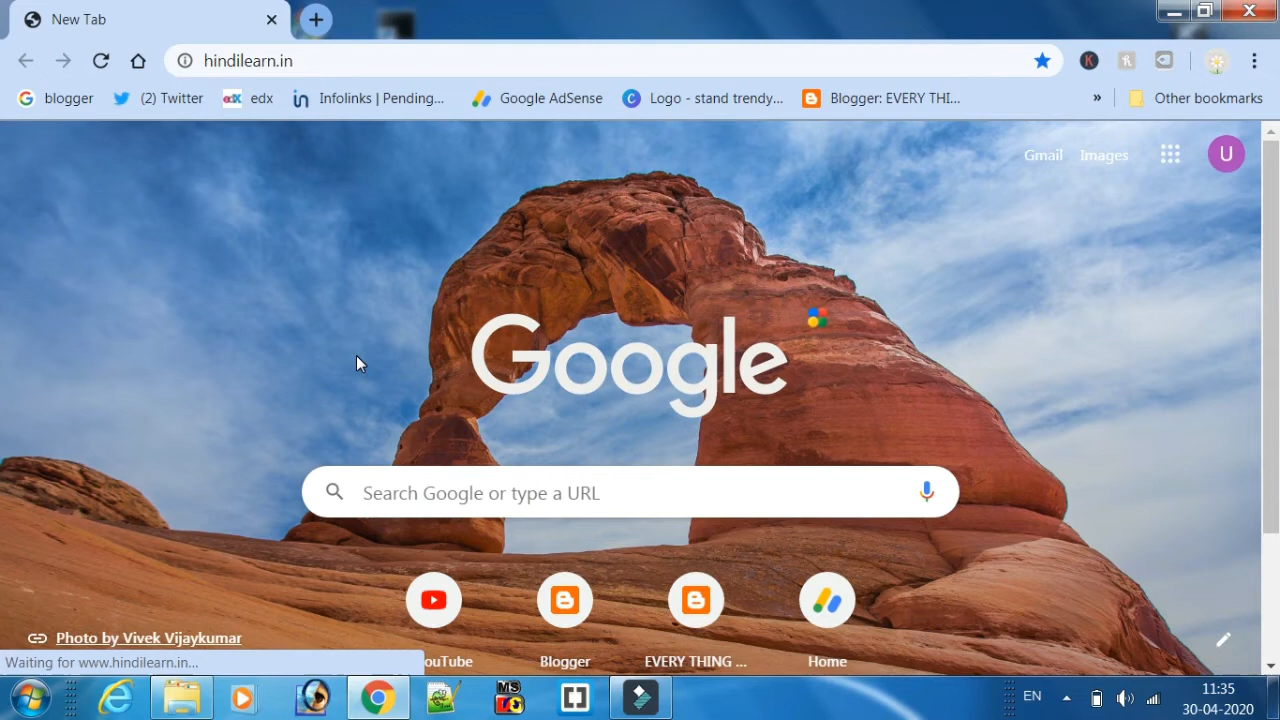 New Tab
hindilearn.in
blogger
(2) Twitter
edx
Infolinks | Pending...
Google AdSense
Logo - stand trendy...
Blogger: EVERY THI...
»
Other bookmarks
Gmail
Images
U
Google
Search Google or type a URL
Photo by Vivek Vijaykumar
Waiting for www.hindilearn.in...
ouTube
Blogger
EVERY THING ...
Home
EN
11:35
30-04-2020